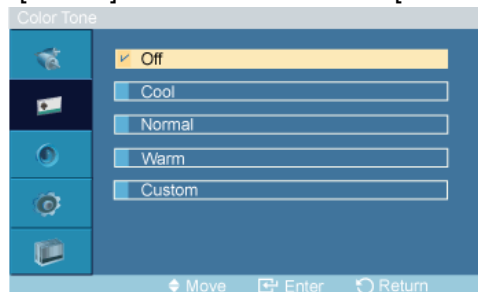 Color Tone
Off
Cool
Normal
Warm
Custom
Move Enter Return